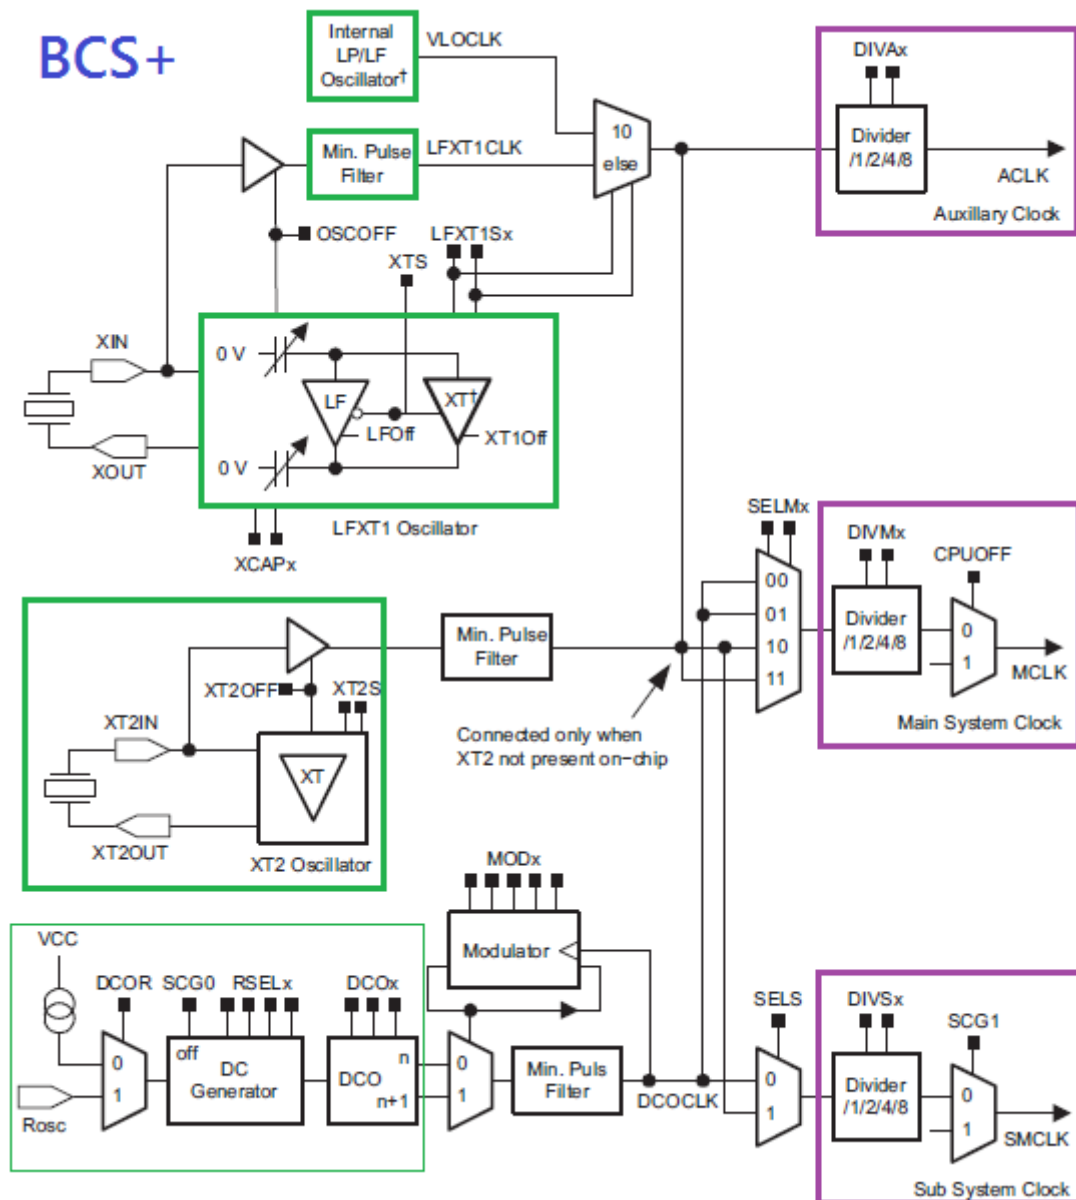 BCS+
Internal
LP/LF
Oscillator†
VLOCLK
DIVAx
10
else
Divider
/1/2/4/8
ACLK
Auxillary Clock
Min. Pulse
Filter
LFXT1CLK
OSCOFF
LFXT1Sx
XTS
XIN
0 V
LF
XT†
LFOff
XT1Off
0 V
XOUT
LFXT1 Oscillator
XCAPx
SELMx
DIVMx
CPUOFF
00
01
10
11
Divider
/1/2/4/8
0
1
MCLK
Main System Clock
Min. Pulse
Filter
XT2OFF
XT2S
XT2IN
XT
XT2OUT
XT2 Oscillator
Connected only when
XT2 not present on-chip
MODx
Modulator
VCC
DCOR
SCG0
RSELx
DCOx
0
1
Rosc
off
DC
Generator
n
DCO
n+1
0
1
Min. Puls
Filter
DCOCLK
SELS
DIVSx
SCG1
0
1
Divider
/1/2/4/8
0
1
SMCLK
Sub System Clock